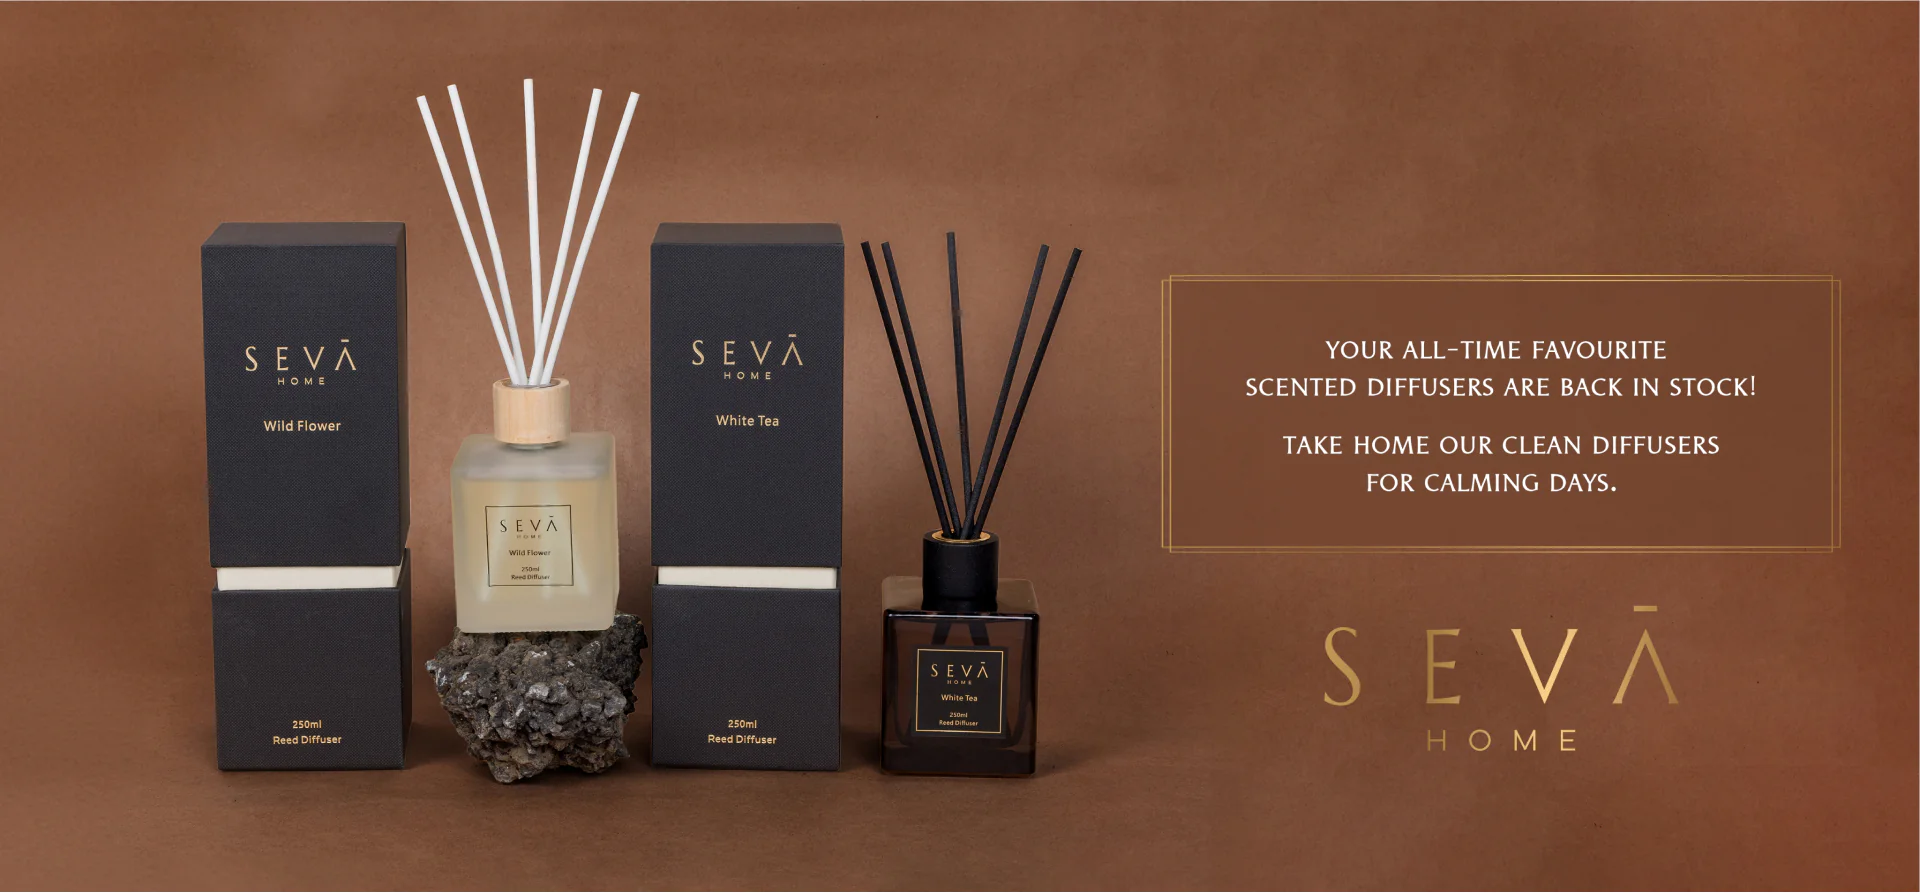 SEVĀ
HOME
Wild Flower
250ml
Reed Diffuser
SEVĀ
HOME
Wild Flower
250ml
Reed Diffuser
SEVĀ
HOME
White Tea
250ml
Reed Diffuser
SEVĀ
HOME
White Tea
250ml
Reed Diffuser
YOUR ALL-TIME FAVOURITE
SCENTED DIFFUSERS ARE BACK IN STOCK!
TAKE HOME OUR CLEAN DIFFUSERS
FOR CALMING DAYS.
SEVĀ
HOME